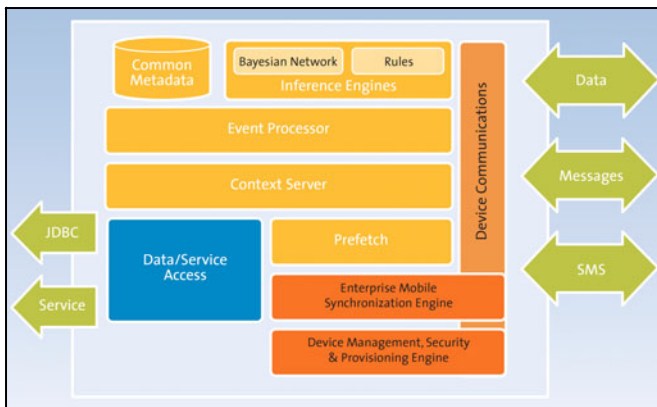 Common
Metadata
Bayesian Network
Rules
Inference Engines
Event Processor
Context Server
Data/Service
Access
Prefetch
Enterprise Mobile
Synchronization Engine
Device Management, Security
& Provisioning Engine
Device Communications
JDBC
Service
Data
Messages
SMS